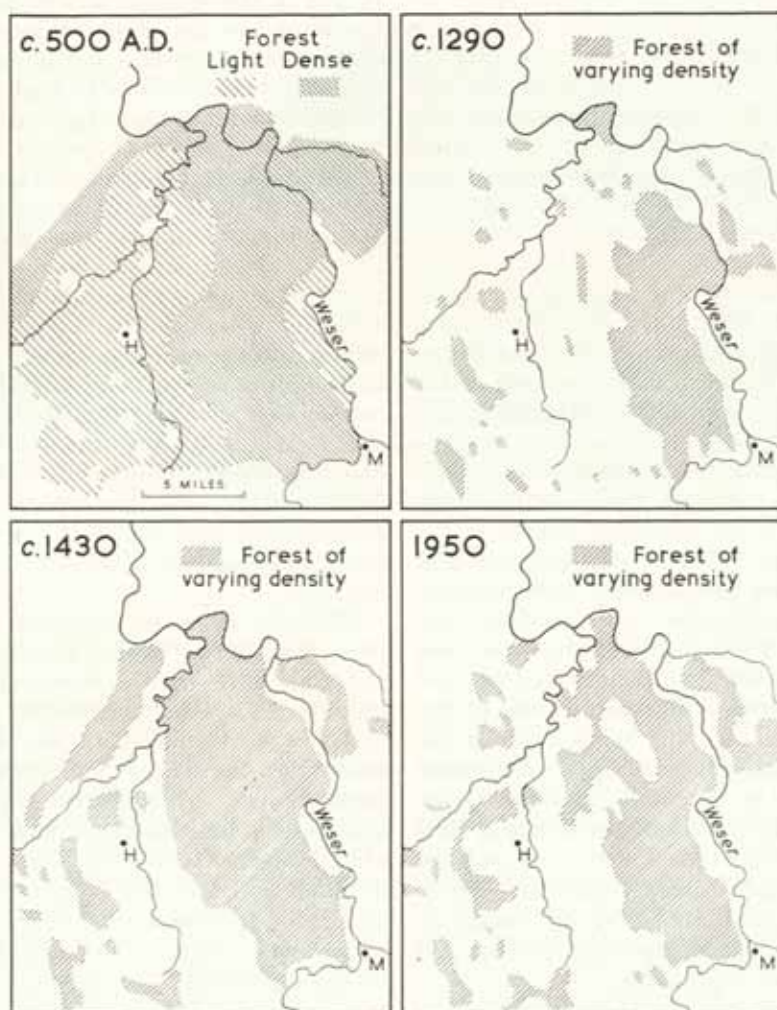 c. 500 A.D.
Forest
Light Dense
H
Weser
M
5 MILES
c. 1290
Forest of
varying density
H
Weser
M
c. 1430
Forest of
varying density
H
Weser
M
1950
Forest of
varying density
H
Weser
M